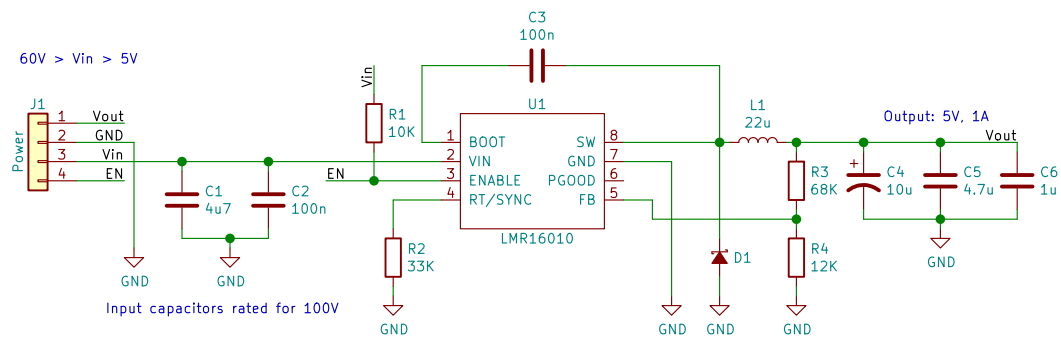 60V > Vin > 5V
J1
Power
1 Vout
2 GND
3 Vin
4 EN
GND
C1
4u7
C2
100n
GND
Input capacitors rated for 100V
Vin
R1
10K
EN
R2
33K
GND
C3
100n
U1
1 BOOT
2 VIN
3 ENABLE
4 RT/SYNC
SW 8
GND 7
PGOOD 6
FB 5
LMR16010
GND
D1
GND
L1
22u
R3
68K
R4
12K
GND
Output: 5V, 1A
Vout
+
C4
10u
C5
4.7u
C6
1u
GND